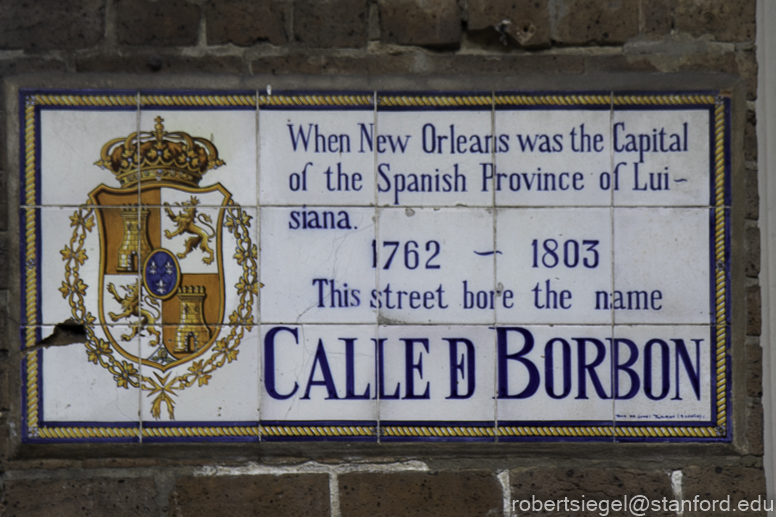 When New Orleans was the Capital
of the Spanish Province of Lui~
siana.
1762 ~ 1803
This street bore the name
CALLE D BORBON
robertsiegel@stanford.edu